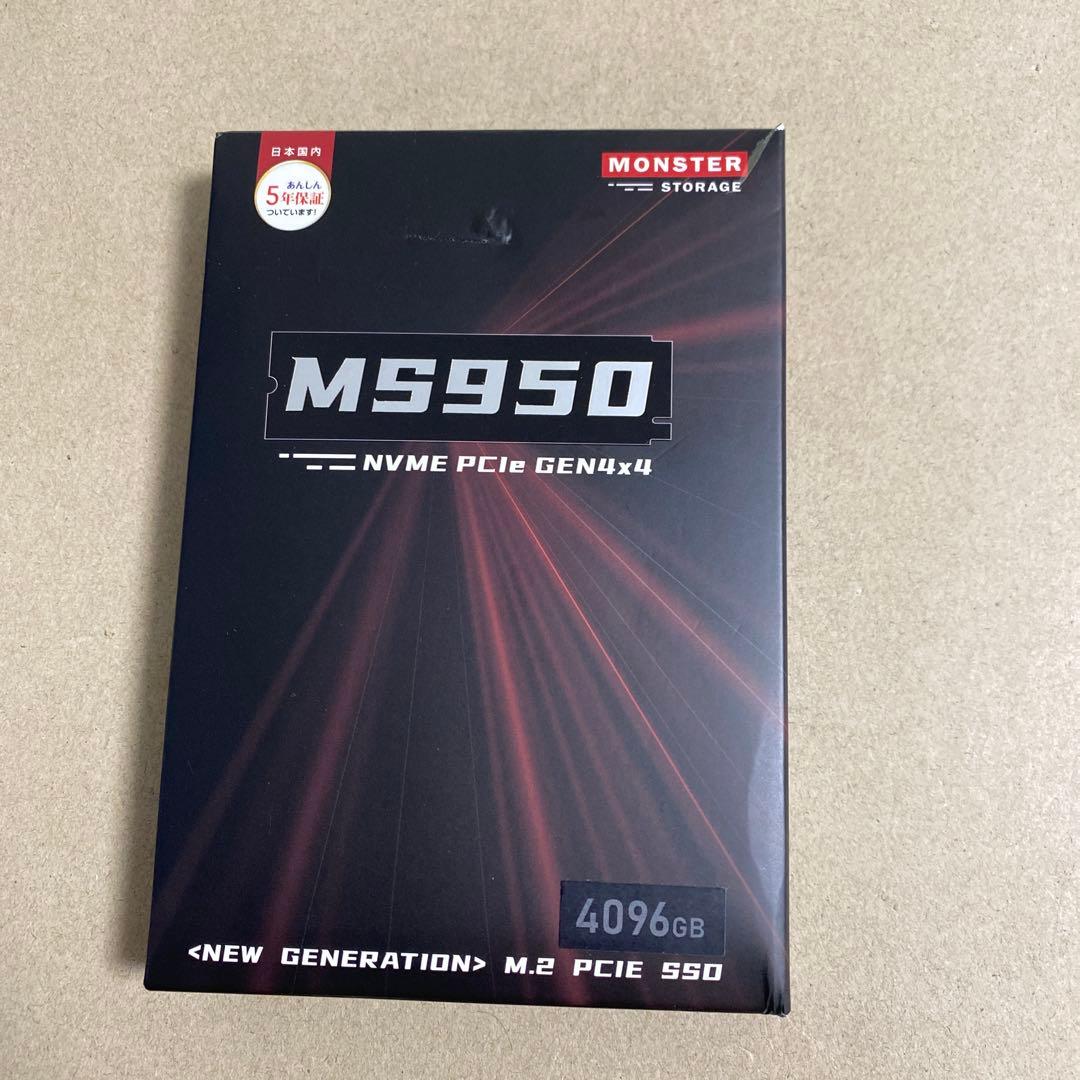 日本国内
あんしん
5年保証
ついています!
MONSTER
STORAGE
MS950
NVME PCIe GEN4x4
4096GB
<NEW GENERATION> M.2 PCIE SSD